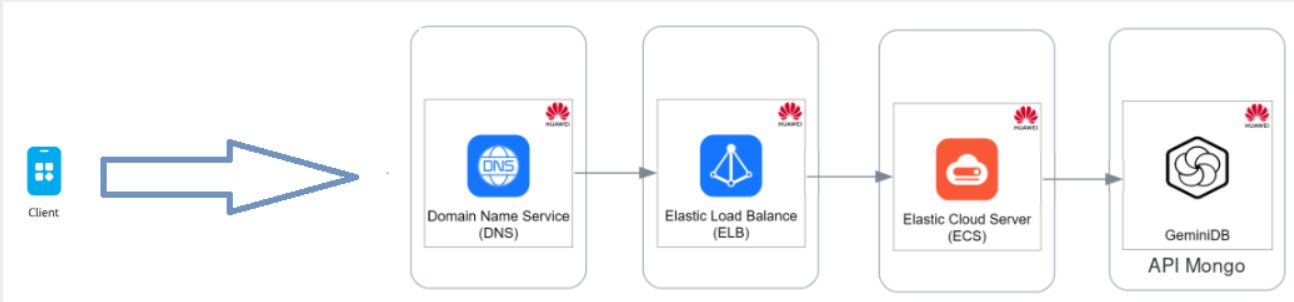 Client
HUAWEI
DNS
Domain Name Service
(DNS)
HUAWEI
Elastic Load Balance
(ELB)
HUAWEI
Elastic Cloud Server
(ECS)
HUAWEI
GeminiDB
API Mongo